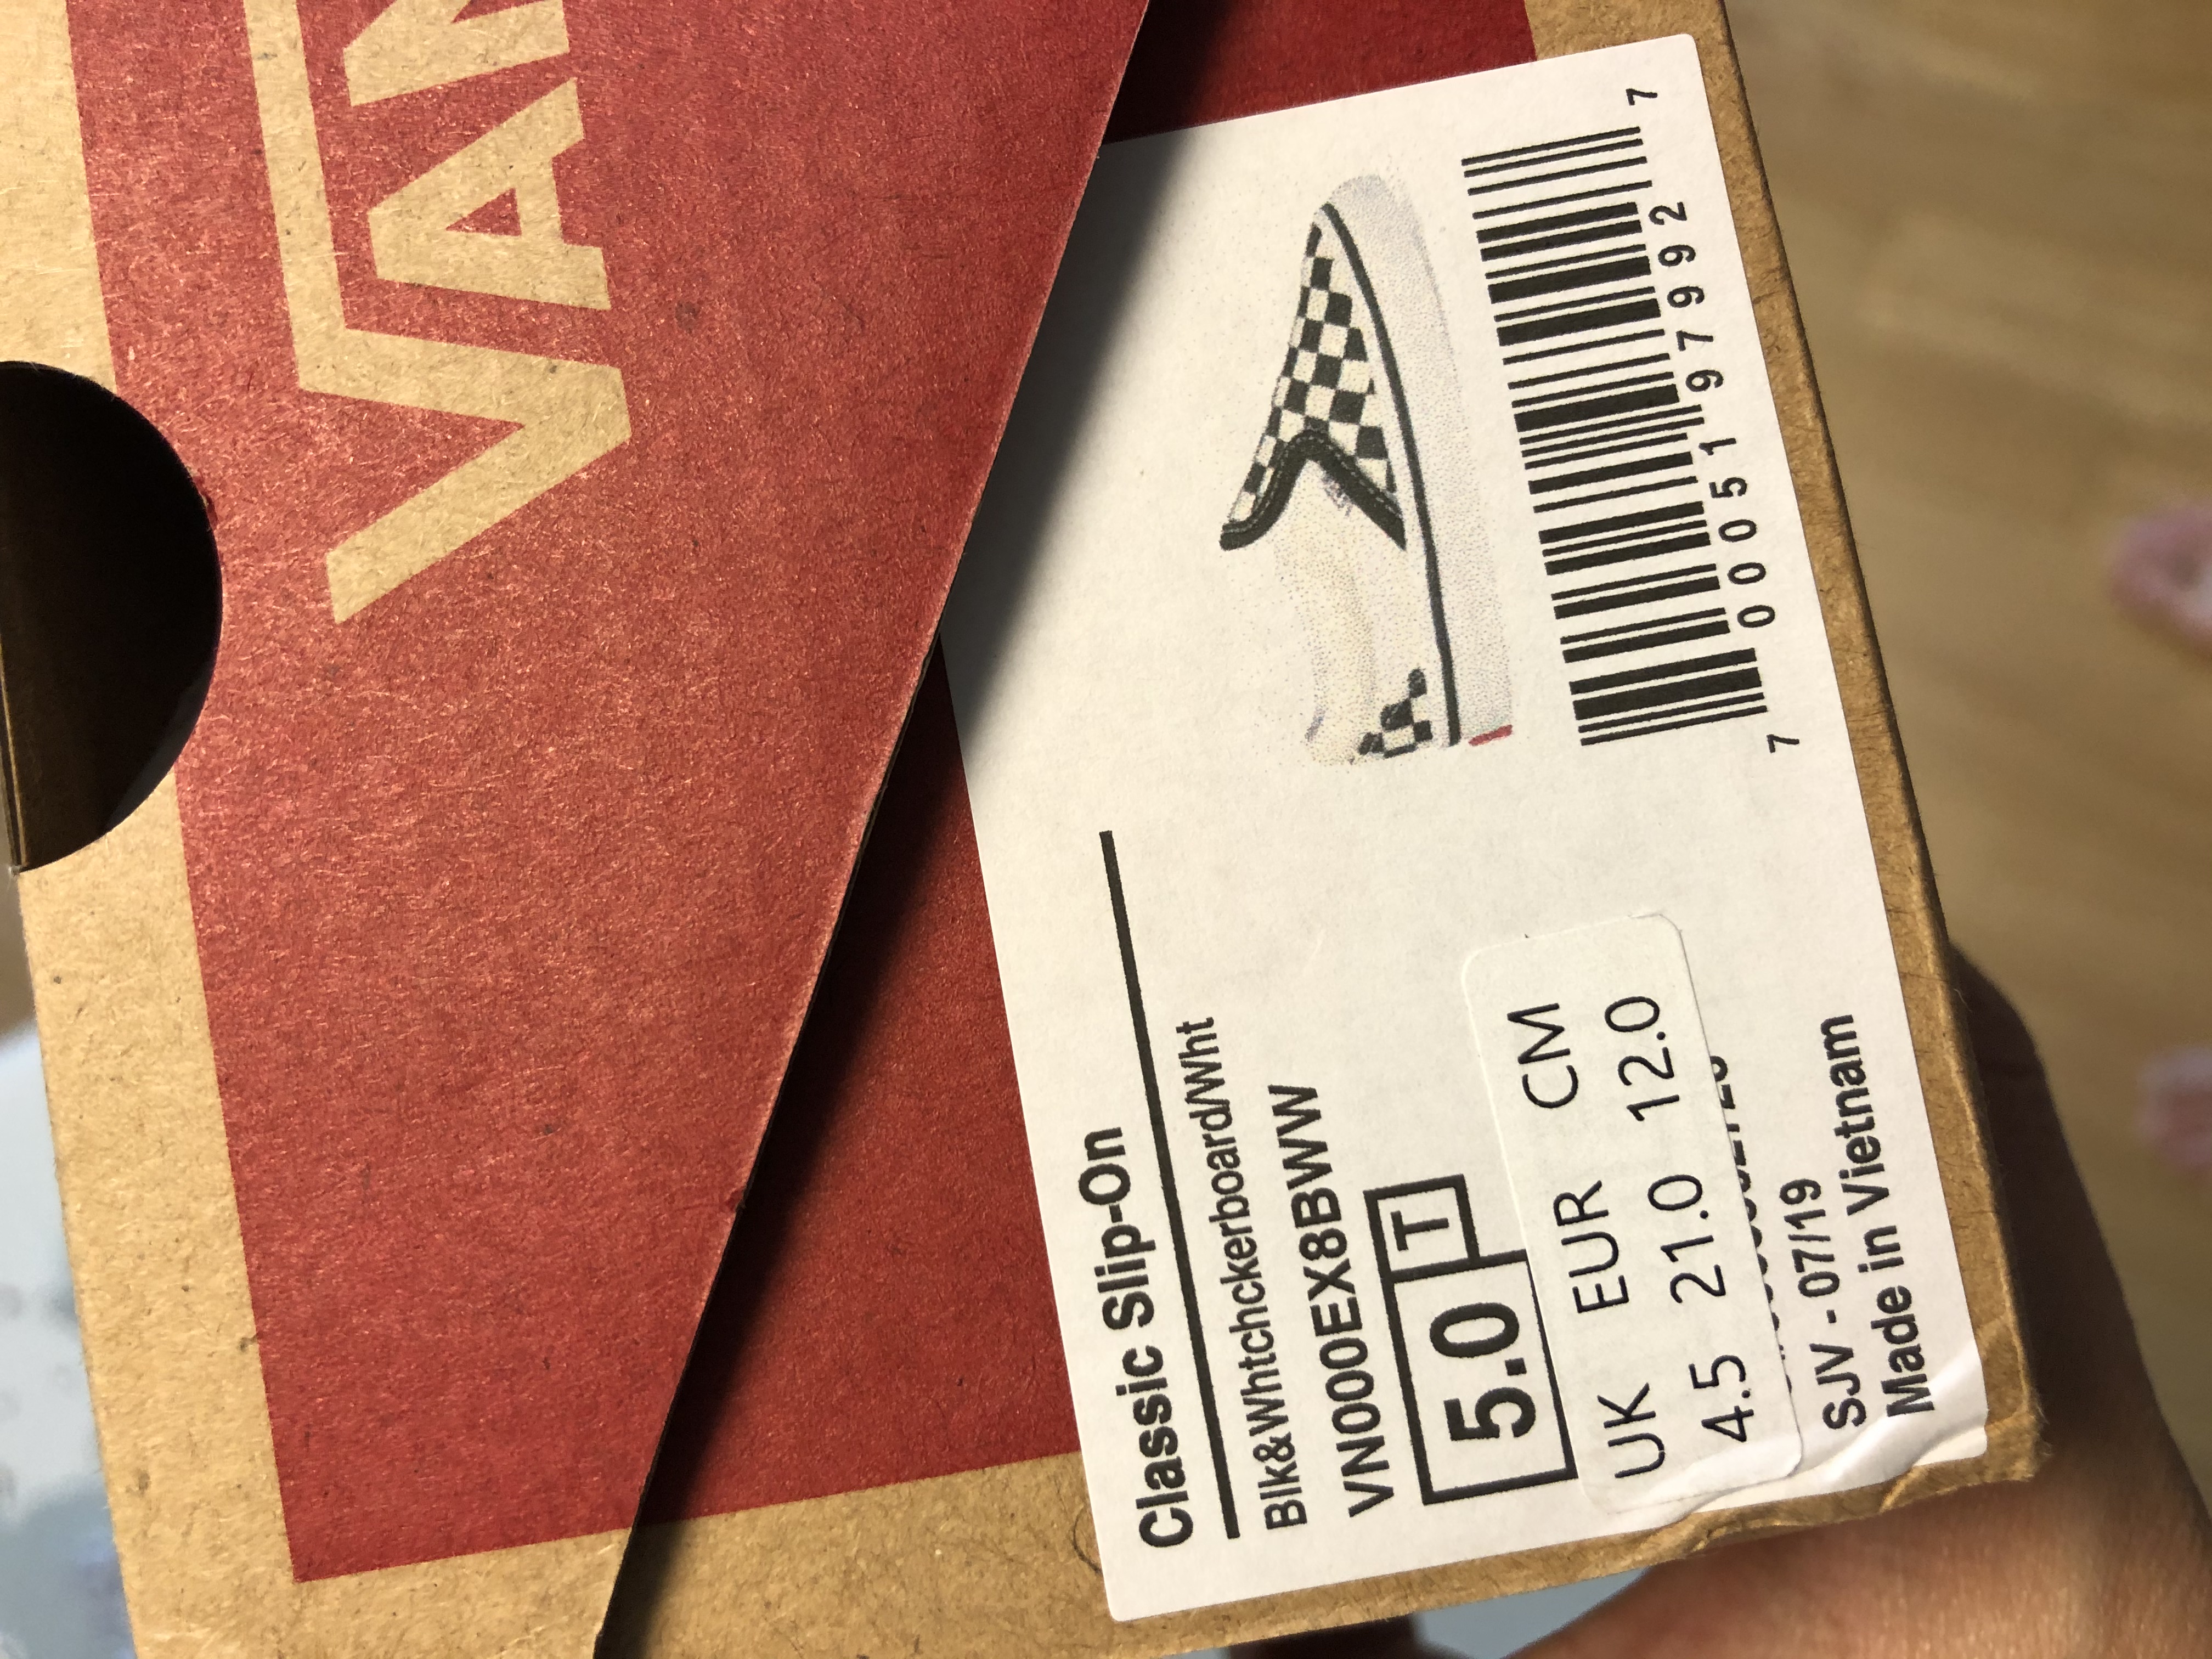 VAN
Classic Slip-On
Blk&Whtchckerboard/Wht
VN000EX8BWW
5.0 T
UK EUR CM
4.5 21.0 12.0
SJV - 07/19
Made in Vietnam
7 00051 97992 7